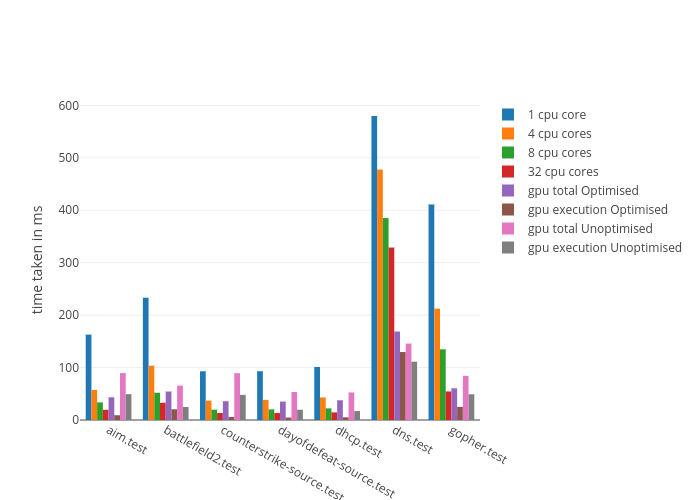 600
500
400
300
200
100
0
time taken in ms
aim.test
battlefield2.test
counterstrike-source.test
dayofdefeat-source.test
dhcp.test
dns.test
gopher.test
1 cpu core
4 cpu cores
8 cpu cores
32 cpu cores
gpu total Optimised
gpu execution Optimised
gpu total Unoptimised
gpu execution Unoptimised